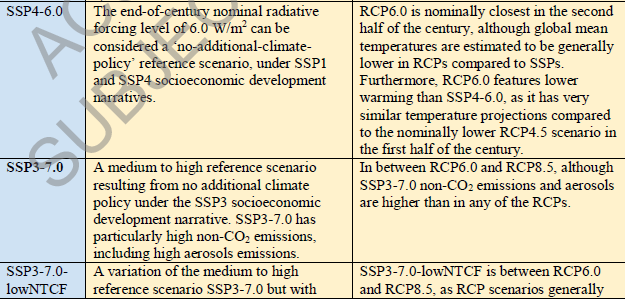 SSP4-6.0
The end-of-century nominal radiative
forcing level of 6.0 W/m² can be
considered a ‘no-additional-climate-
policy’ reference scenario, under SSP1
and SSP4 socioeconomic development
narratives.
RCP6.0 is nominally closest in the second
half of the century, although global mean
temperatures are estimated to be generally
lower in RCPs compared to SSPs.
Furthermore, RCP6.0 features lower
warming than SSP4-6.0, as it has very
similar temperature projections compared
to the nominally lower RCP4.5 scenario in
the first half of the century.
SSP3-7.0
A medium to high reference scenario
resulting from no additional climate
policy under the SSP3 socioeconomic
development narrative. SSP3-7.0 has
particularly high non-CO₂ emissions,
including high aerosols emissions.
In between RCP6.0 and RCP8.5, although
SSP3-7.0 non-CO₂ emissions and aerosols
are higher than in any of the RCPs.
SSP3-7.0-
lowNTCF
A variation of the medium to high
reference scenario SSP3-7.0 but with
SSP3-7.0-lowNTCF is between RCP6.0
and RCP8.5, as RCP scenarios generally